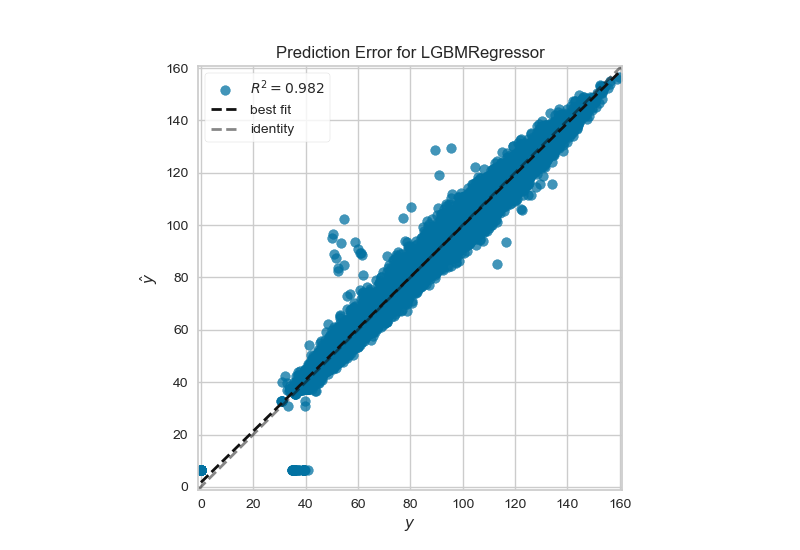 Prediction Error for LGBMRegressor
R² = 0.982
best fit
identity
ŷ
160
140
120
100
80
60
40
20
0
0 20 40 60 80 100 120 140 160
y